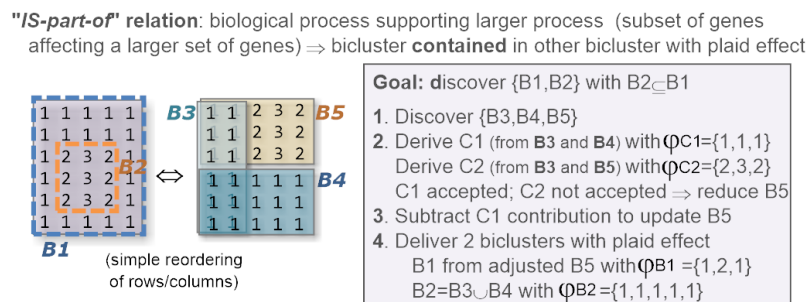 "IS-part-of" relation: biological process supporting larger process (subset of genes
affecting a larger set of genes) ⇒ bicluster contained in other bicluster with plaid effect
1 1 1 1 1
1 1 1 1 1
1 2 3 2 1
1 2 3 2 1
1 2 3 2 1
1 1 1 1 1
B2
B1
⇔
B3
1 1 2 3 2
1 1 2 3 2
1 1 2 3 2
B5
1 1 1 1 1
1 1 1 1 1
1 1 1 1 1
B4
(simple reordering
of rows/columns)
Goal: discover {B1,B2} with B2⊆B1
1. Discover {B3,B4,B5}
2. Derive C1 (from B3 and B4) with φC1={1,1,1}
Derive C2 (from B3 and B5) with φC2={2,3,2}
C1 accepted; C2 not accepted ⇒ reduce B5
3. Subtract C1 contribution to update B5
4. Deliver 2 biclusters with plaid effect
B1 from adjusted B5 with φB1 ={1,2,1}
B2=B3∪B4 with φB2 ={1,1,1,1,1}